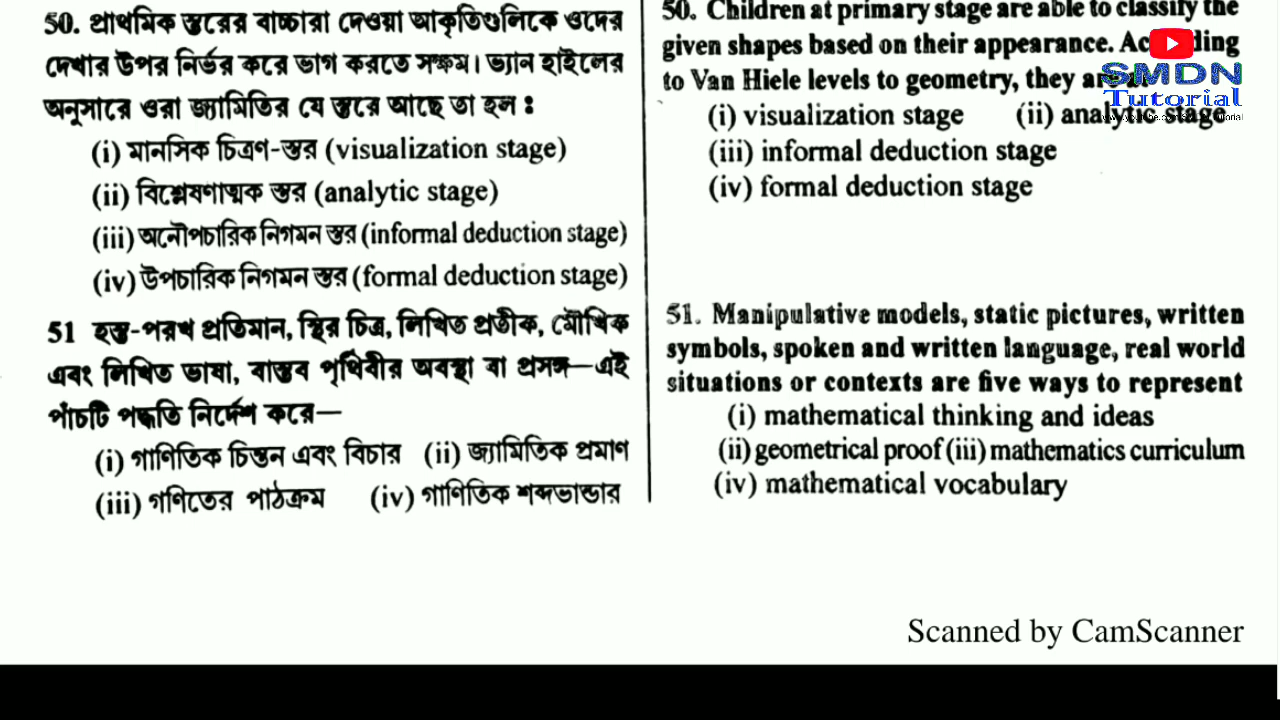 50. প্রাথমিক স্তরের বাচ্চারা দেওয়া আকৃতিগুলিকে ওদের
দেখার উপর নির্ভর করে ভাগ করতে সক্ষম। ভ্যান হাইলের
অনুসারে ওরা জ্যামিতির যে স্তরে আছে তা হল :
(i) মানসিক চিত্রণ-স্তর (visualization stage)
(ii) বিশ্লেষণাত্মক স্তর (analytic stage)
(iii) অনৌপচারিক নিগমন স্তর (informal deduction stage)
(iv) উপচারিক নিগমন স্তর (formal deduction stage)
51 হস্ত-পরখ প্রতিমান, স্থির চিত্র, লিখিত প্রতীক, মৌখিক
এবং লিখিত ভাষা, বাস্তব পৃথিবীর অবস্থা বা প্রসঙ্গ—এই
পাঁচটি পদ্ধতি নির্দেশ করে—
(i) গাণিতিক চিন্তন এবং বিচার (ii) জ্যামিতিক প্রমাণ
(iii) গণিতের পাঠক্রম (iv) গাণিতিক শব্দভান্ডার
50. Children at primary stage are able to classify the
given shapes based on their appearance.
to Van Hiele levels to geometry, they are
(i) visualization stage (ii) analytic stage
(iii) informal deduction stage
(iv) formal deduction stage
51. Manipulative models, static pictures, written
symbols, spoken and written language, real world
situations or contexts are five ways to represent
(i) mathematical thinking and ideas
(ii) geometrical proof (iii) mathematics curriculum
(iv) mathematical vocabulary
SMDN
Tutorial
Scanned by CamScanner